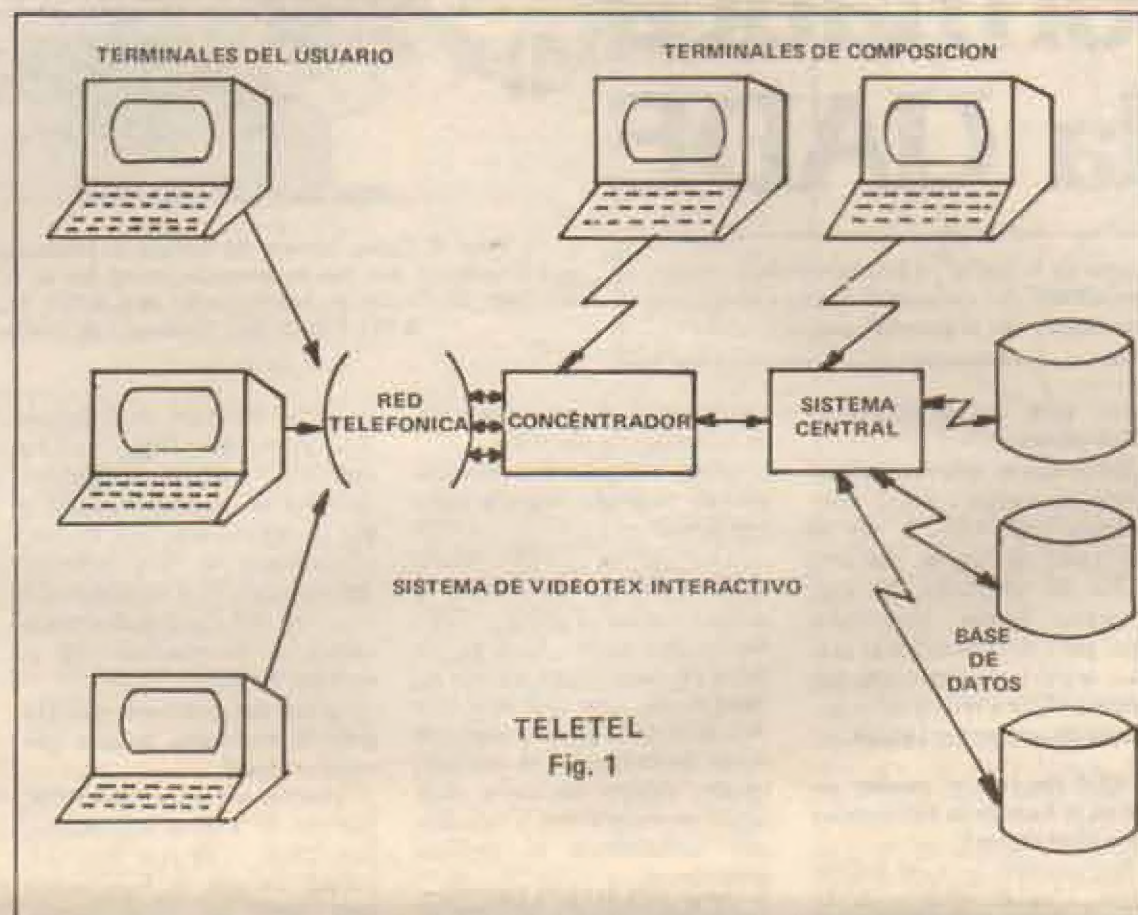 TERMINALES DEL USUARIO
TERMINALES DE COMPOSICION
RED
TELEFONICA
CONCENTRADOR
SISTEMA
CENTRAL
SISTEMA DE VIDEOTEX INTERACTIVO
BASE
DE
DATOS
TELETEL
Fig. 1